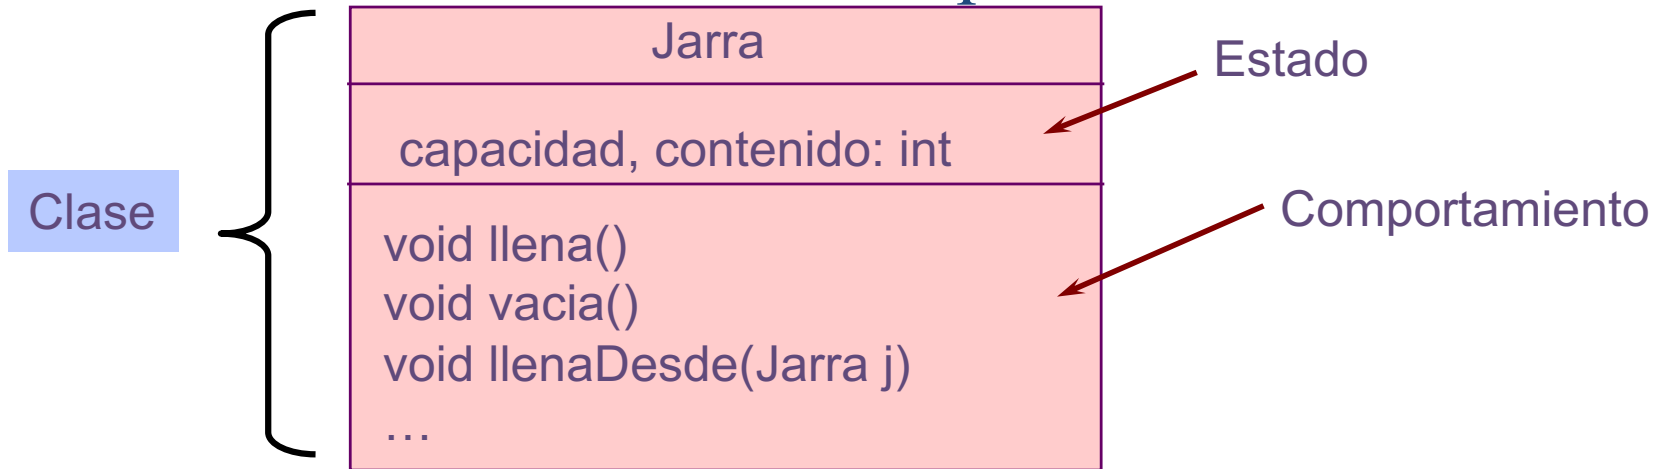 Jarra
Estado
capacidad, contenido: int
Clase
Comportamiento
void llena()
void vacia()
void llenaDesde(Jarra j)
…